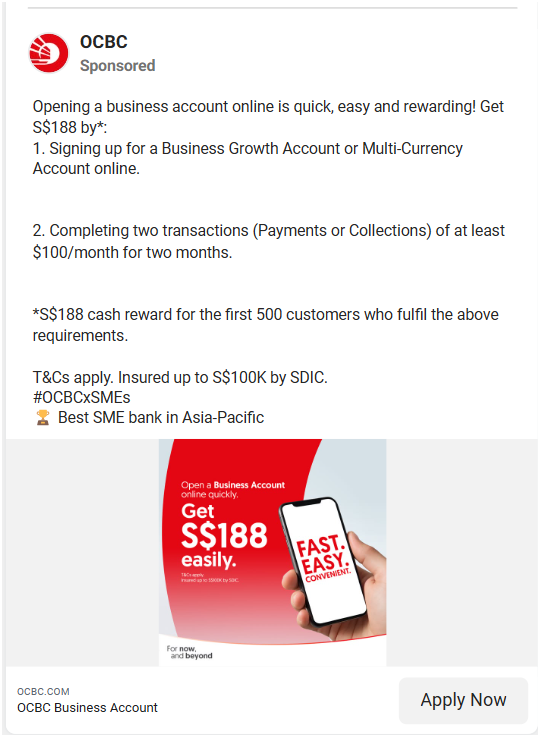 OCBC
Sponsored
Opening a business account online is quick, easy and rewarding! Get
S$188 by*:
1. Signing up for a Business Growth Account or Multi-Currency
Account online.
2. Completing two transactions (Payments or Collections) of at least
$100/month for two months.
*S$188 cash reward for the first 500 customers who fulfil the above
requirements.
T&Cs apply. Insured up to S$100K by SDIC.
#OCBCxSMEs
🏆 Best SME bank in Asia-Pacific
Open a Business Account
online quickly.
Get
S$188
easily.
T&Cs apply.
Insured up to S$100K by SDIC.
FAST.
EASY.
CONVENIENT.
For now,
and beyond
OCBC.COM
OCBC Business Account
Apply Now